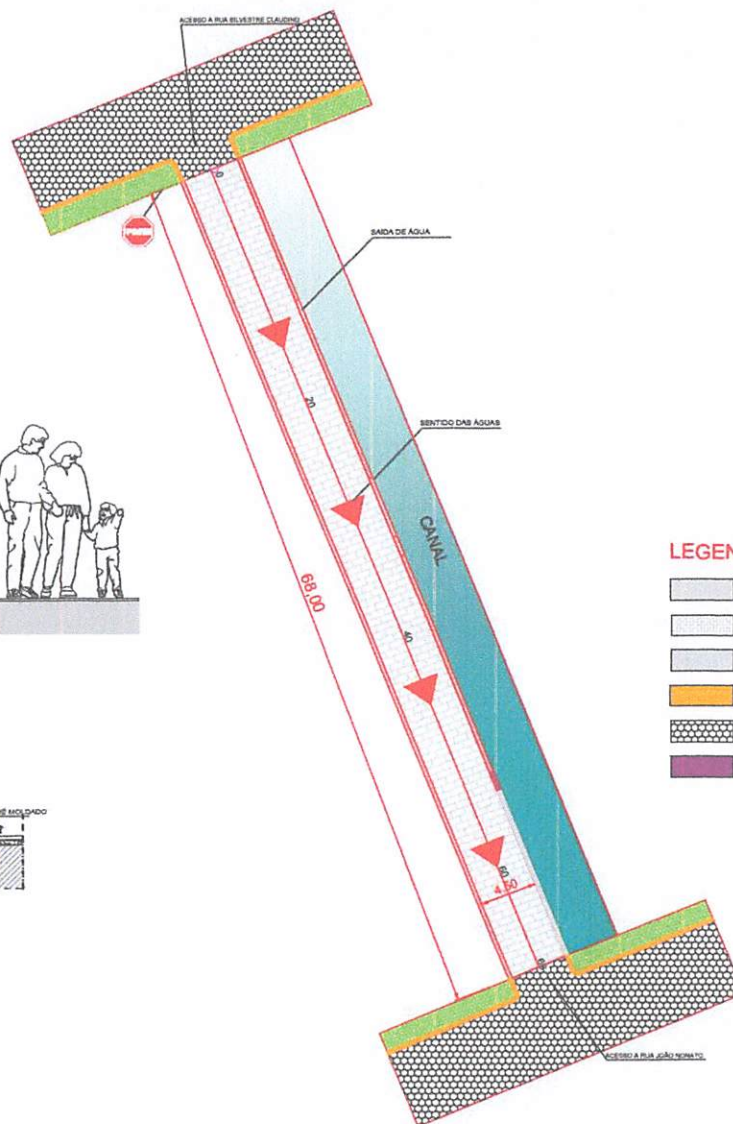 ACESSO A RUA SILVESTRE CLAUDINO
0
SAIDA DE ÁGUA
20
SENTIDO DAS ÁGUAS
CANAL
68,00
40
LEGEN
MOLDADO
60
4,50
ACESSO A RUA JOÃO NONATO